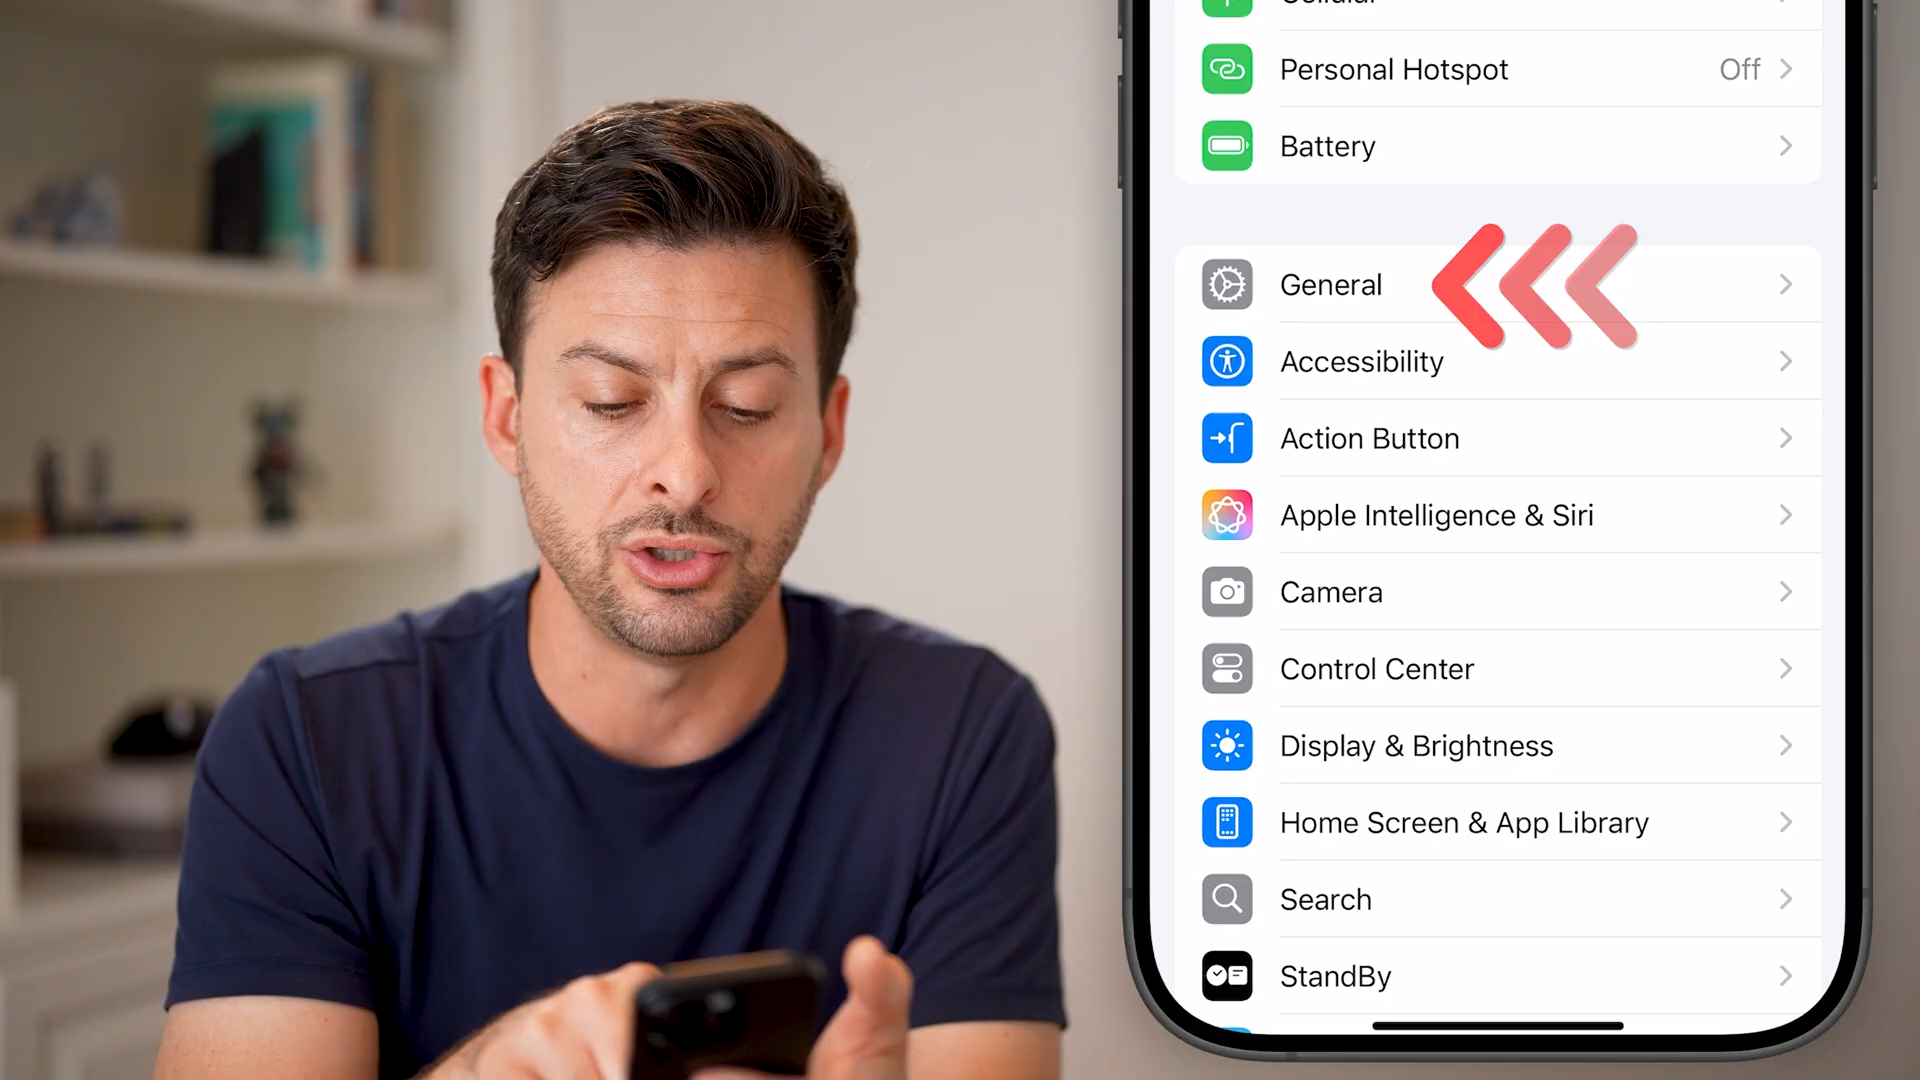 Cellular
Personal Hotspot Off
Battery
General
Accessibility
Action Button
Apple Intelligence & Siri
Camera
Control Center
Display & Brightness
Home Screen & App Library
Search
StandBy